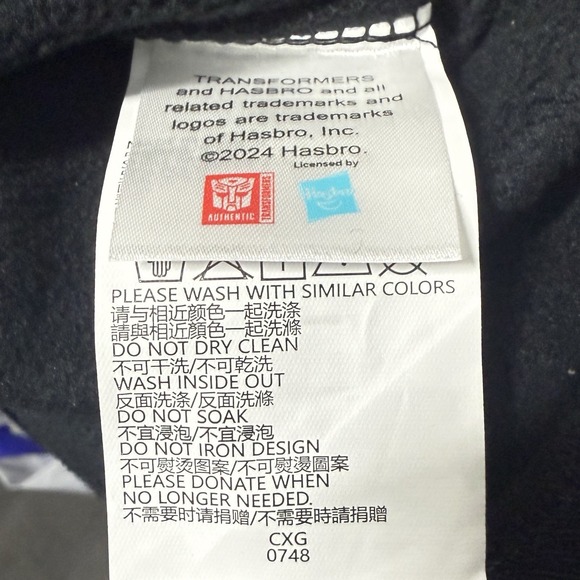 TRANSFORMERS
and HASBRO and all
related trademarks and
logos are trademarks
of Hasbro, Inc.
©2024 Hasbro.
Licensed by
AUTHENTIC
TRANSFORMERS
Hasbro
PLEASE WASH WITH SIMILAR COLORS
请与相近颜色一起洗涤
請與相近顏色一起洗滌
DO NOT DRY CLEAN
不可干洗/不可乾洗
WASH INSIDE OUT
反面洗涤/反面洗滌
DO NOT SOAK
不宜浸泡/不宜浸泡
DO NOT IRON DESIGN
不可熨烫图案/不可熨燙圖案
PLEASE DONATE WHEN
NO LONGER NEEDED.
不需要时请捐赠/不需要時請捐贈
CXG
0748